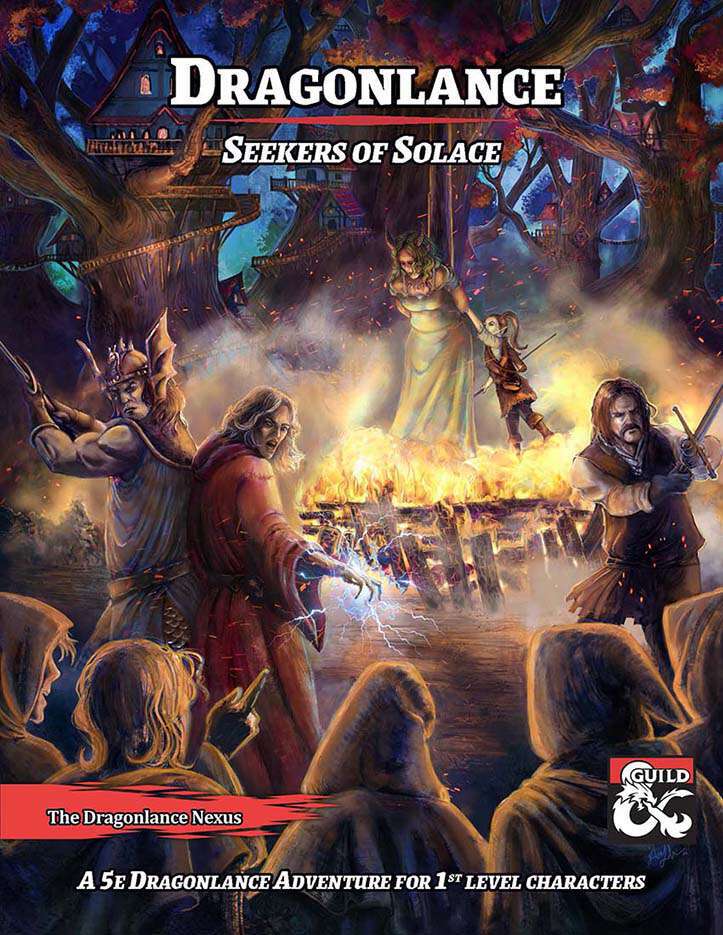 DRAGONLANCE
SEEKERS OF SOLACE
GUILD
The Dragonlance Nexus
A 5E DRAGONLANCE ADVENTURE FOR 1ST LEVEL CHARACTERS